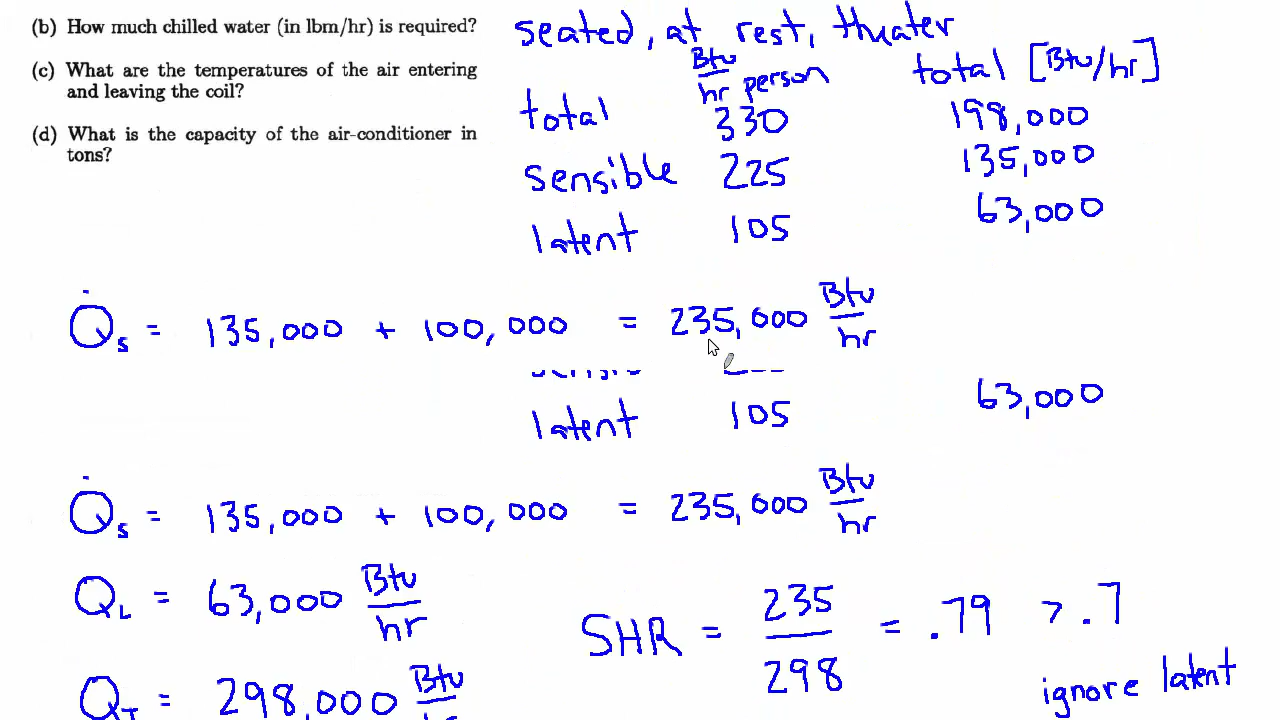 (b) How much chilled water (in lbm/hr) is required?
(c) What are the temperatures of the air entering
and leaving the coil?
(d) What is the capacity of the air-conditioner in
tons?
seated, at rest, theater
Btu/hr person total [Btu/hr]
total 330 198,000
sensible 225 135,000
latent 105 63,000
Q̇s = 135,000 + 100,000 = 235,000 Btu/hr
latent 105 63,000
Q̇s = 135,000 + 100,000 = 235,000 Btu/hr
QL = 63,000 Btu/hr
SHR = 235/298 = .79 > .7
ignore latent
QT = 298,000 Btu